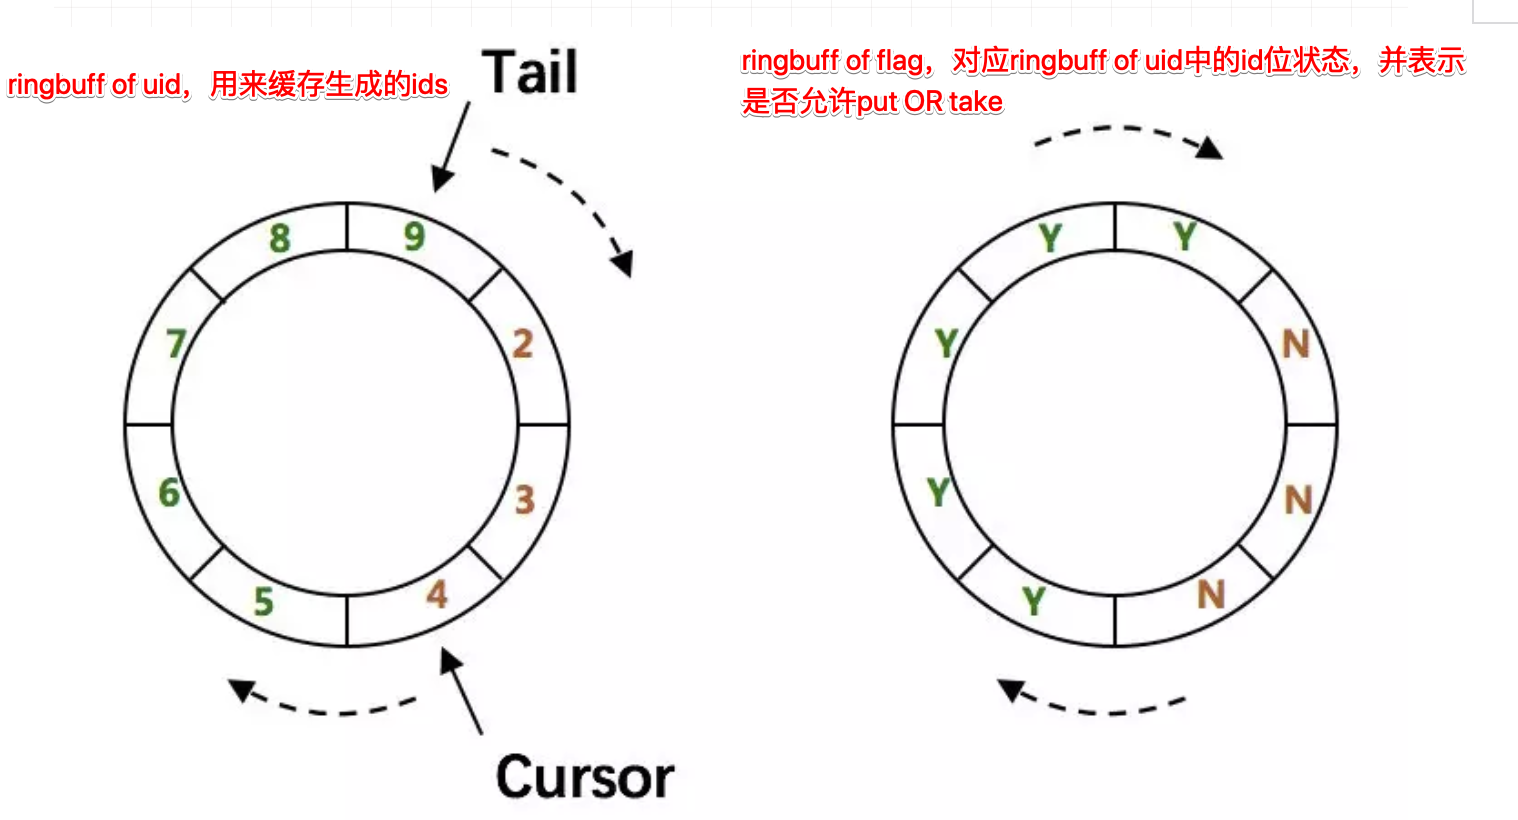 ringbuff of uid，用来缓存生成的ids
Tail
ringbuff of flag，对应ringbuff of uid中的id位状态，并表示
是否允许put OR take
8 9
7 2
6 3
5 4
Cursor
Y Y
Y N
Y N
Y N